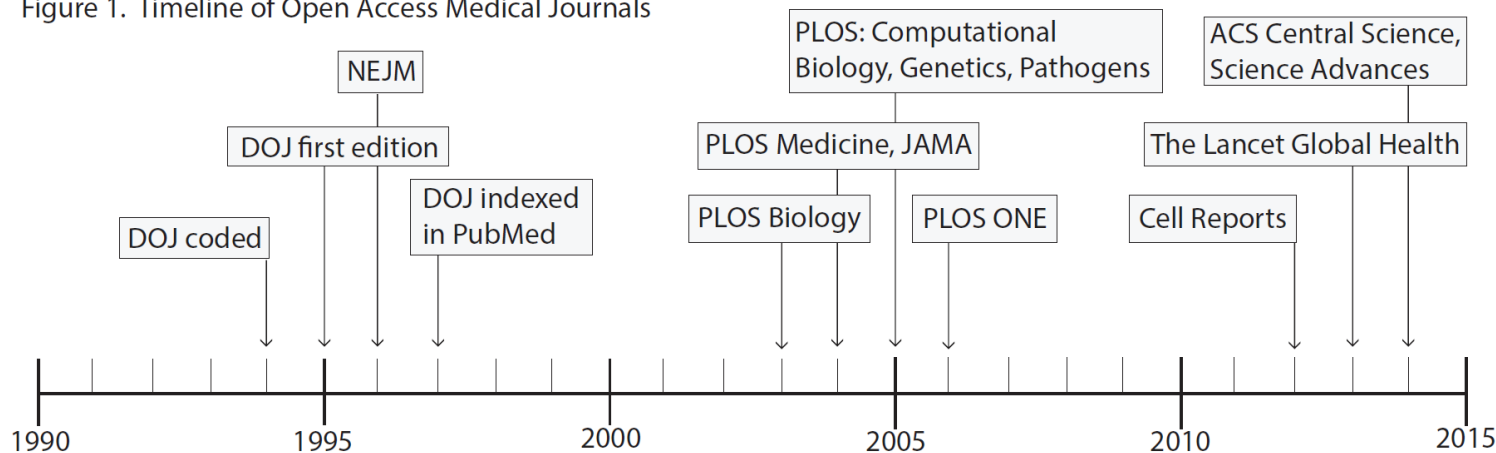 Figure 1. Timeline of Open Access Medical Journals
NEJM
DOJ first edition
DOJ coded
DOJ indexed
in PubMed
PLOS: Computational
Biology, Genetics, Pathogens
PLOS Medicine, JAMA
PLOS Biology
PLOS ONE
ACS Central Science,
Science Advances
The Lancet Global Health
Cell Reports
1990
1995
2000
2005
2010
2015